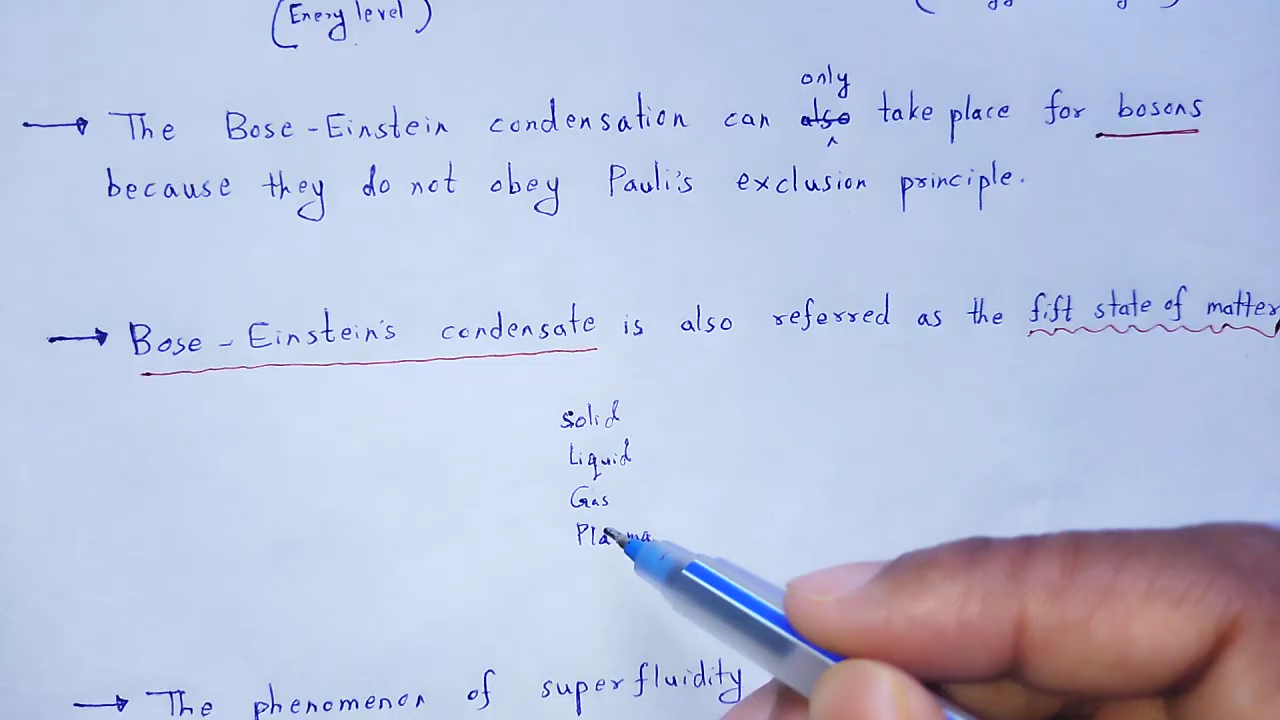 (Energy level)
only
The Bose-Einstein condensation can also take place for bosons
because they do not obey Pauli's exclusion principle.
Bose-Einstein's condensate is also referred as the fift state of matter
Solid
Liquid
Gas
Plasma
The phenomenon of superfluidity